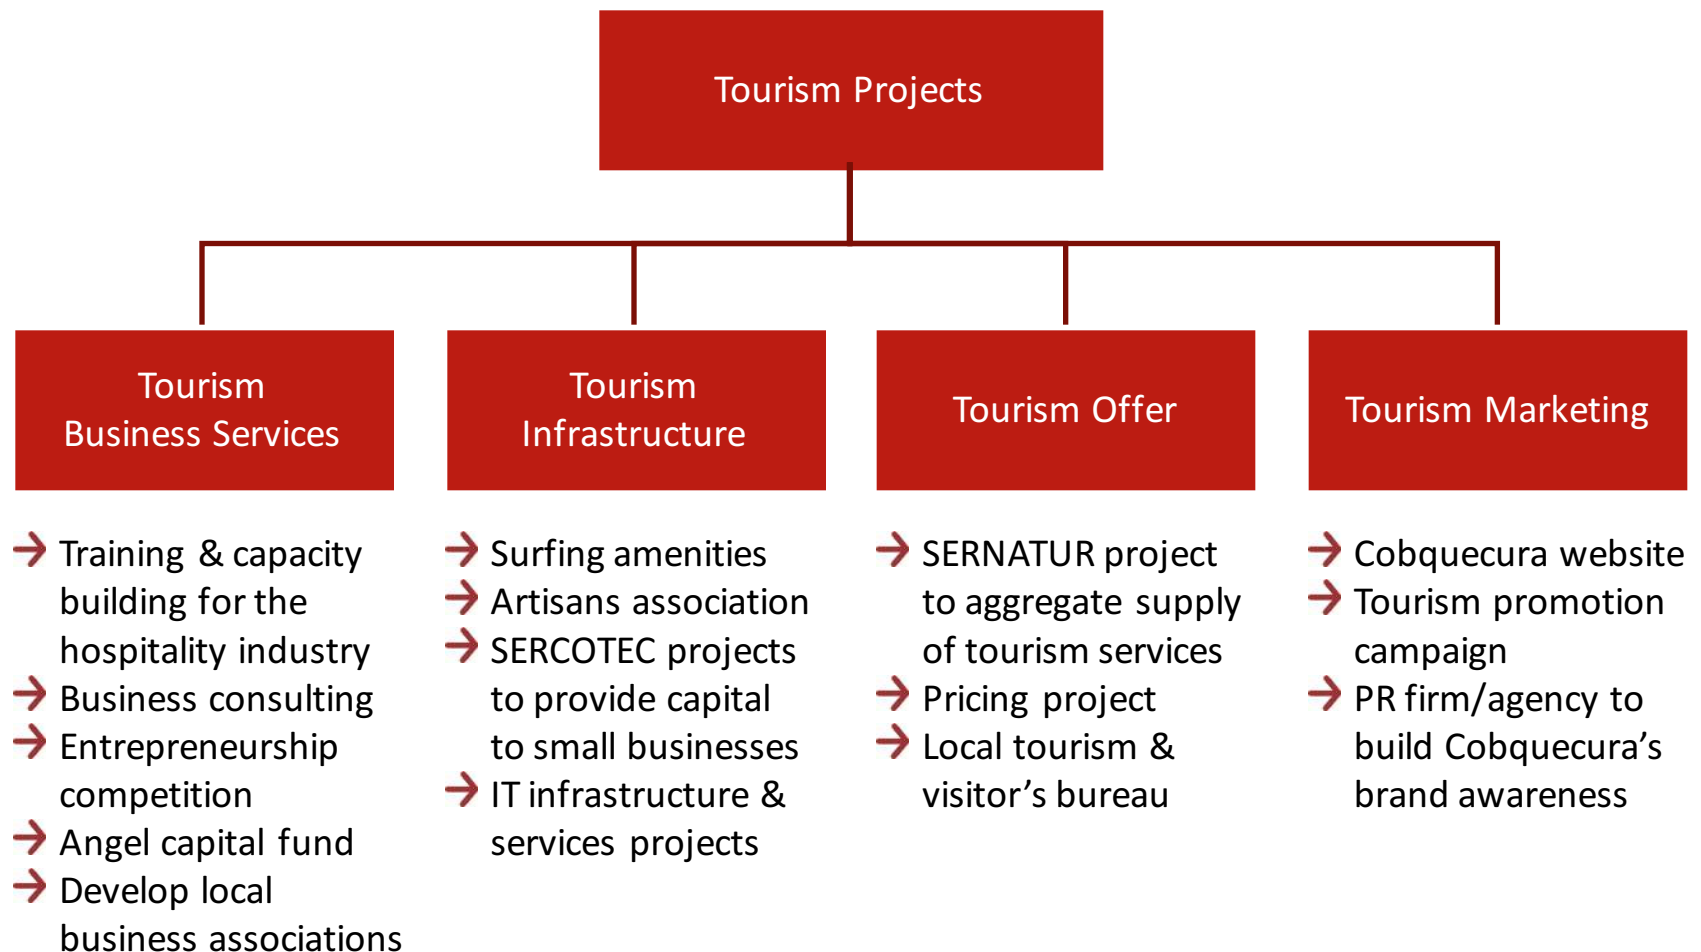 Tourism Projects
Tourism
Business Services
Training & capacity
building for the
hospitality industry
Business consulting
Entrepreneurship
competition
Angel capital fund
Develop local
business associations
Tourism
Infrastructure
Surfing amenities
Artisans association
SERCOTEC projects
to provide capital
to small businesses
IT infrastructure &
services projects
Tourism Offer
SERNATUR project
to aggregate supply
of tourism services
Pricing project
Local tourism &
visitor’s bureau
Tourism Marketing
Cobquecura website
Tourism promotion
campaign
PR firm/agency to
build Cobquecura’s
brand awareness